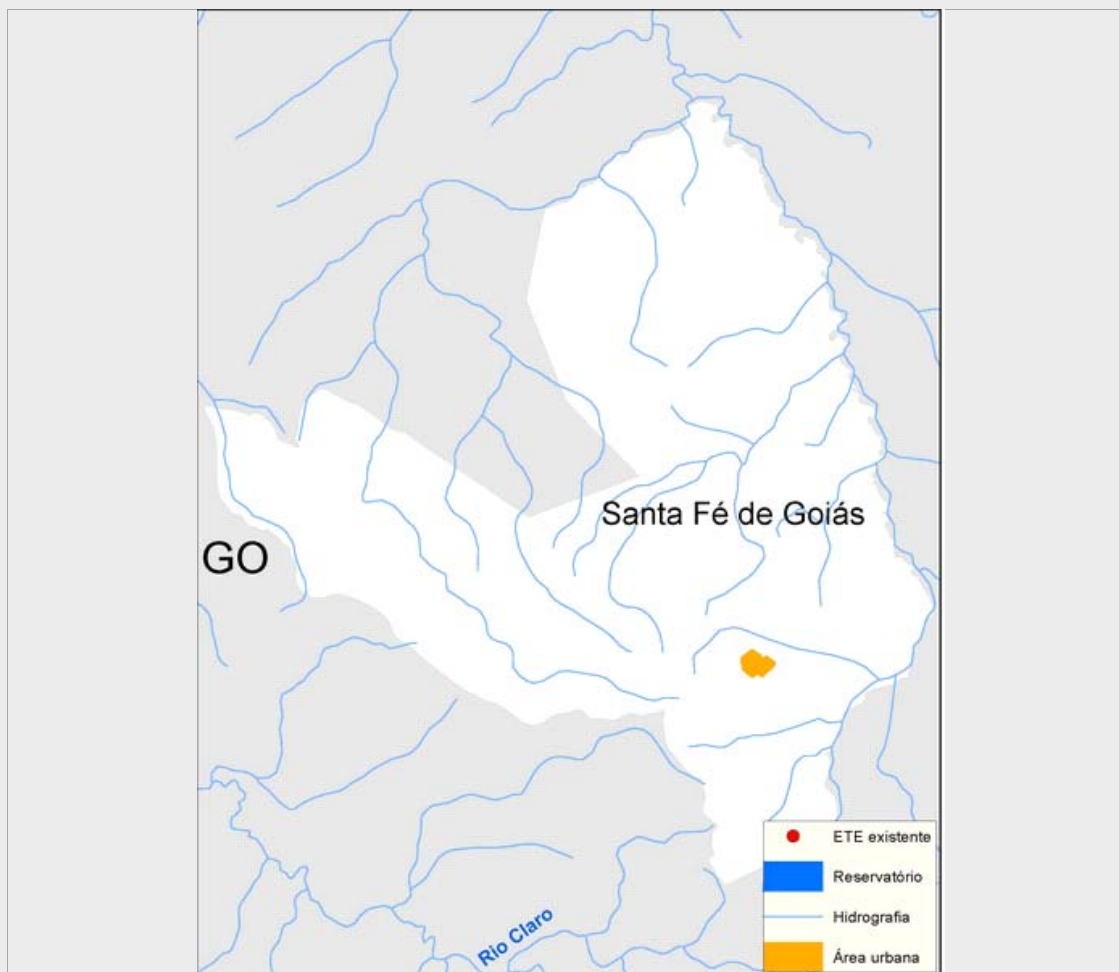 Santa Fé de Goiás
GO
ETE existente
Reservatório
Hidrografia
Rio Claro
Área urbana